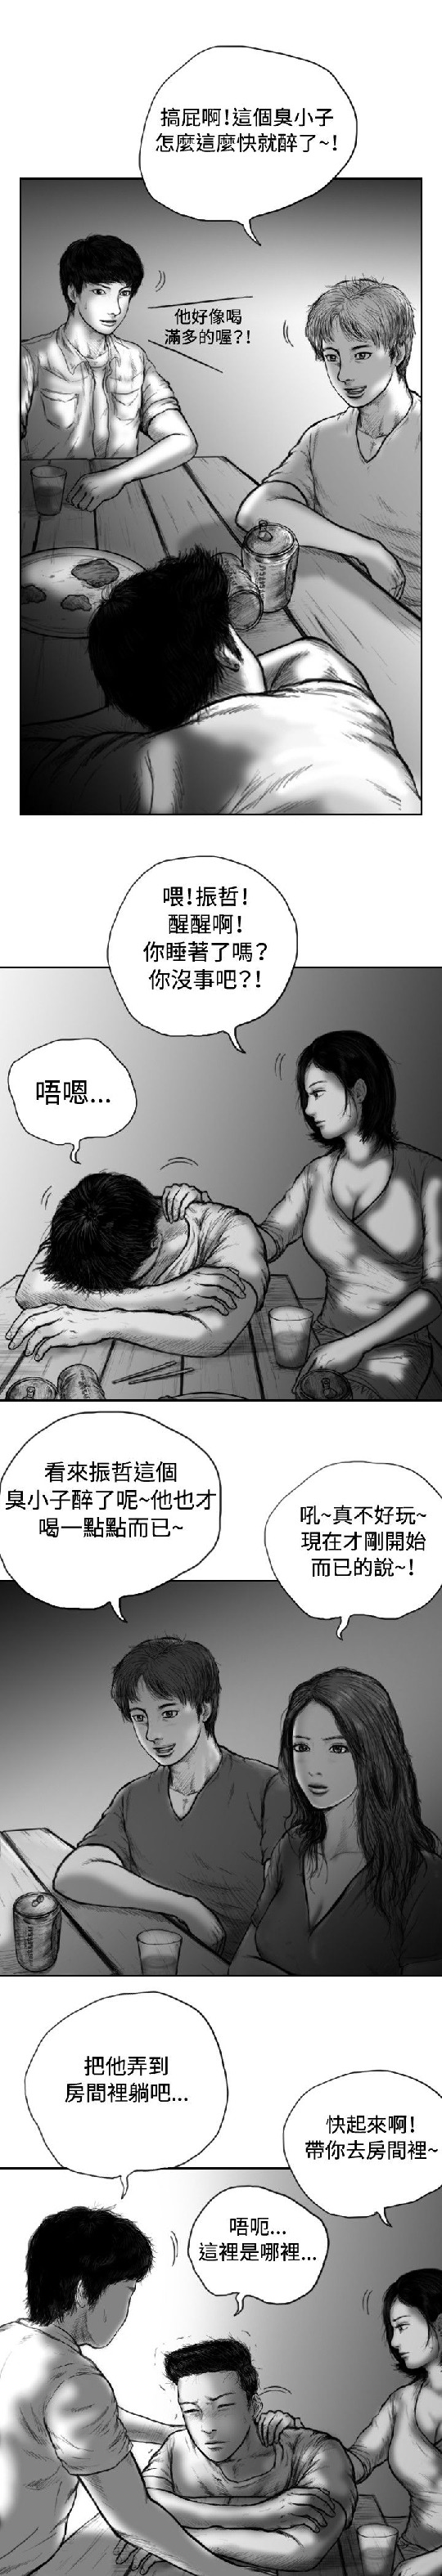 搞屁啊!這個臭小子
怎麼這麼快就醉了~!
他好像喝
滿多的喔?!
喂!振哲!
醒醒啊!
你睡著了嗎?
你沒事吧?!
唔嗯...
看來振哲這個
臭小子醉了呢~他也才
喝一點點而已~
吼~真不好玩~
現在才剛開始
而已的說~!
把他弄到
房間裡躺吧...
快起來啊!
帶你去房間裡~
唔呃...
這裡是哪裡...